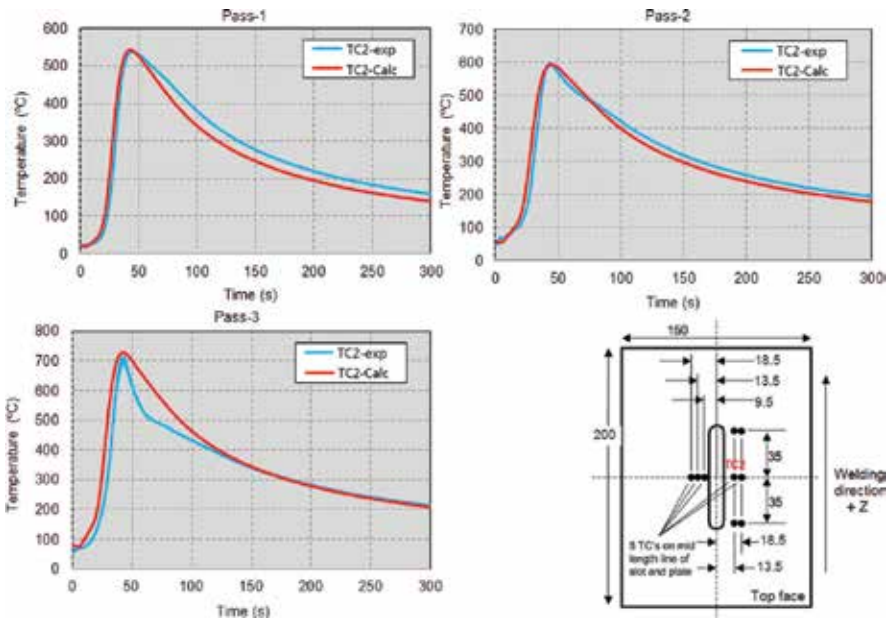 Pass-1
Temperature (ºC)
600
500
400
300
200
100
0
TC2-exp
TC2-Calc
0 50 100 150 200 250 300
Time (s)
Pass-2
Temperature (ºC)
700
600
500
400
300
200
100
0
TC2-exp
TC2-Calc
0 50 100 150 200 250 300
Time (s)
Pass-3
Temperature (ºC)
800
700
600
500
400
300
200
100
0
TC2-exp
TC2-Calc
0 50 100 150 200 250 300
Time (s)
150
18.5
13.5
9.5
200
TC2
35
35
Welding
direction
+ Z
5 TC's on mid
length line of
slot and plate
18.5
13.5
Top face